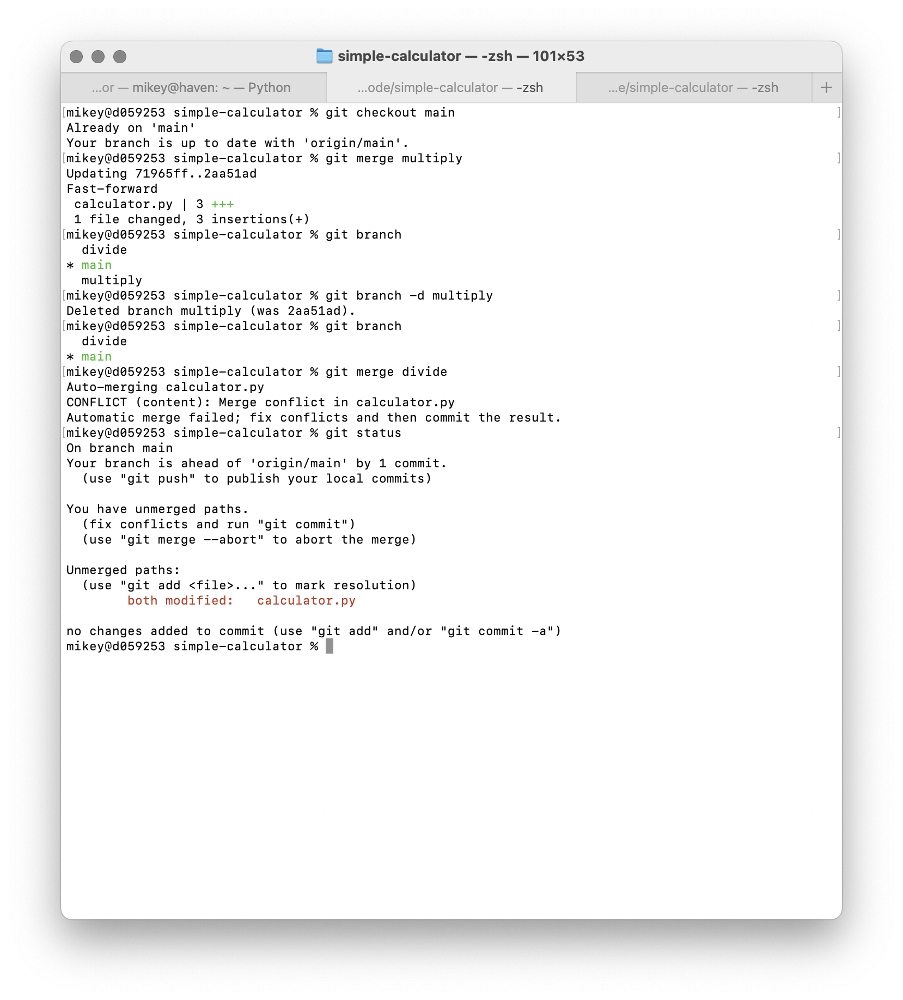 simple-calculator — -zsh — 101×53
...or — mikey@haven: ~ — Python
...ode/simple-calculator — -zsh
...e/simple-calculator — -zsh
+
[mikey@d059253 simple-calculator % git checkout main ]
Already on 'main'
Your branch is up to date with 'origin/main'.
[mikey@d059253 simple-calculator % git merge multiply ]
Updating 71965ff..2aa51ad
Fast-forward
 calculator.py | 3 +++
 1 file changed, 3 insertions(+)
[mikey@d059253 simple-calculator % git branch ]
  divide
* main
  multiply
[mikey@d059253 simple-calculator % git branch -d multiply ]
Deleted branch multiply (was 2aa51ad).
[mikey@d059253 simple-calculator % git branch ]
  divide
* main
[mikey@d059253 simple-calculator % git merge divide ]
Auto-merging calculator.py
CONFLICT (content): Merge conflict in calculator.py
Automatic merge failed; fix conflicts and then commit the result.
[mikey@d059253 simple-calculator % git status ]
On branch main
Your branch is ahead of 'origin/main' by 1 commit.
  (use "git push" to publish your local commits)

You have unmerged paths.
  (fix conflicts and run "git commit")
  (use "git merge --abort" to abort the merge)

Unmerged paths:
  (use "git add <file>..." to mark resolution)
        both modified:   calculator.py

no changes added to commit (use "git add" and/or "git commit -a")
mikey@d059253 simple-calculator %